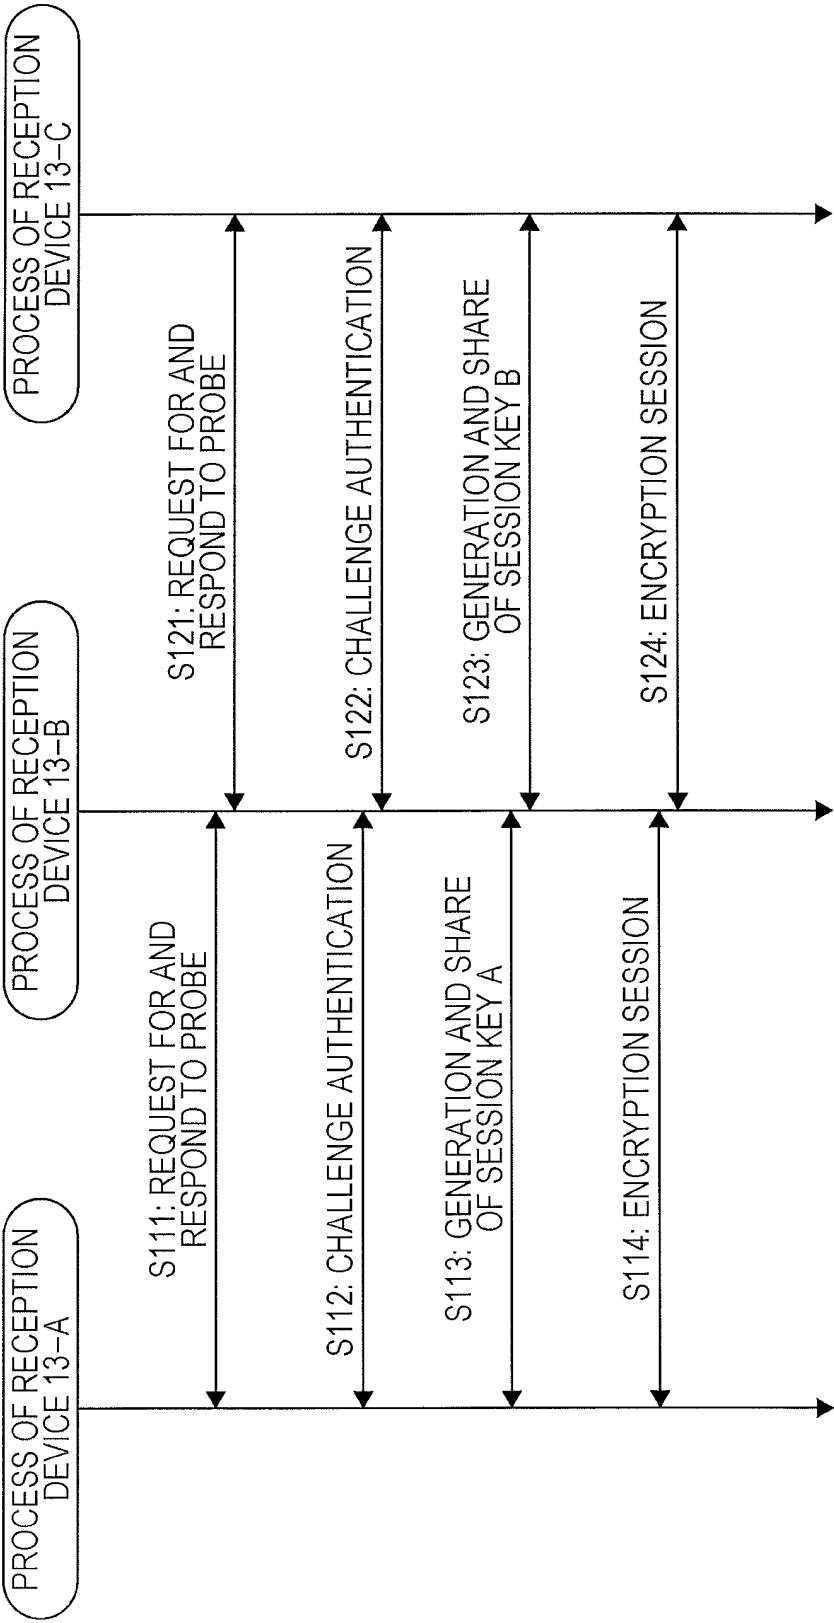 PROCESS OF RECEPTION
DEVICE 13–A
PROCESS OF RECEPTION
DEVICE 13–B
PROCESS OF RECEPTION
DEVICE 13–C
S111: REQUEST FOR AND
RESPOND TO PROBE
S121: REQUEST FOR AND
RESPOND TO PROBE
S112: CHALLENGE AUTHENTICATION
S122: CHALLENGE AUTHENTICATION
S113: GENERATION AND SHARE
OF SESSION KEY A
S123: GENERATION AND SHARE
OF SESSION KEY B
S114: ENCRYPTION SESSION
S124: ENCRYPTION SESSION